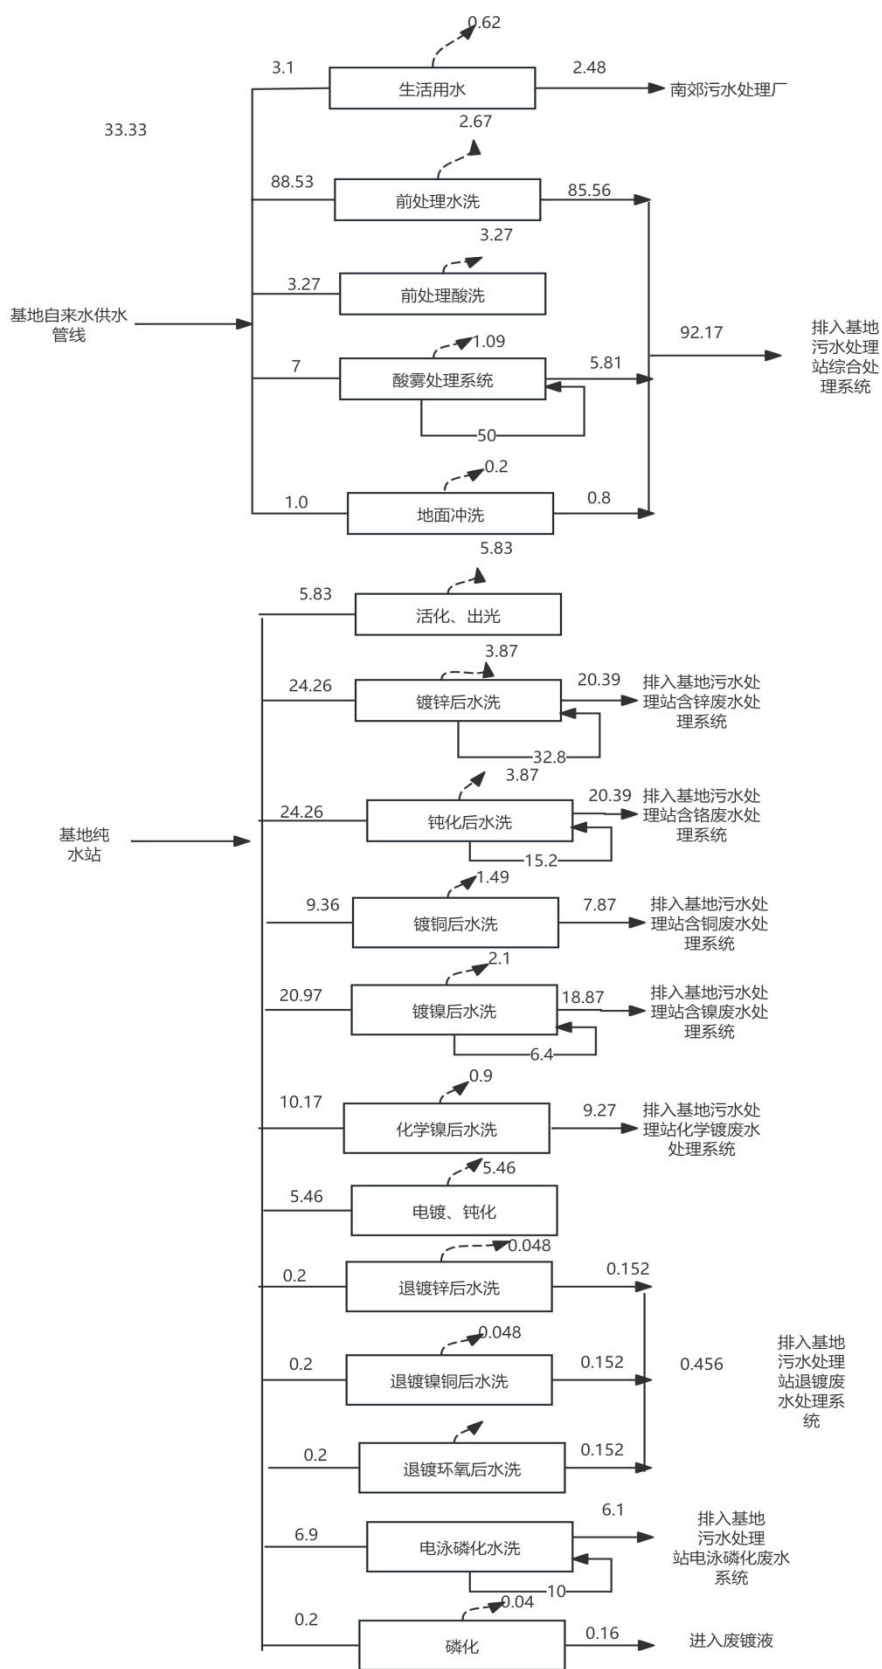 0.62
3.1
生活用水
2.48
南郊污水处理厂
33.33
2.67
88.53
前处理水洗
85.56
3.27
3.27
前处理酸洗
基地自来水供水
管线
1.09
7
酸雾处理系统
5.81
50
92.17
排入基地
污水处理
站综合处
理系统
0.2
1.0
地面冲洗
0.8
5.83
5.83
活化、出光
3.87
24.26
镀锌后水洗
20.39
32.8
排入基地污水处
理站含锌废水处
理系统
3.87
24.26
钝化后水洗
20.39
15.2
排入基地污水处
理站含铬废水处
理系统
基地纯
水站
1.49
9.36
镀铜后水洗
7.87
排入基地污水处
理站含铜废水处
理系统
2.1
20.97
镀镍后水洗
18.87
6.4
排入基地污水处
理站含镍废水处
理系统
0.9
10.17
化学镍后水洗
9.27
排入基地污水处
理站化学镀废水
处理系统
5.46
5.46
电镀、钝化
0.048
0.2
退镀锌后水洗
0.152
0.048
0.2
退镀镍铜后水洗
0.152
0.456
排入基地
污水处理
站退镀废
水处理系
统
0.2
退镀环氧后水洗
0.152
6.9
电泳磷化水洗
6.1
10
排入基地
污水处理
站电泳磷化废水
系统
0.04
0.2
磷化
0.16
进入废镀液